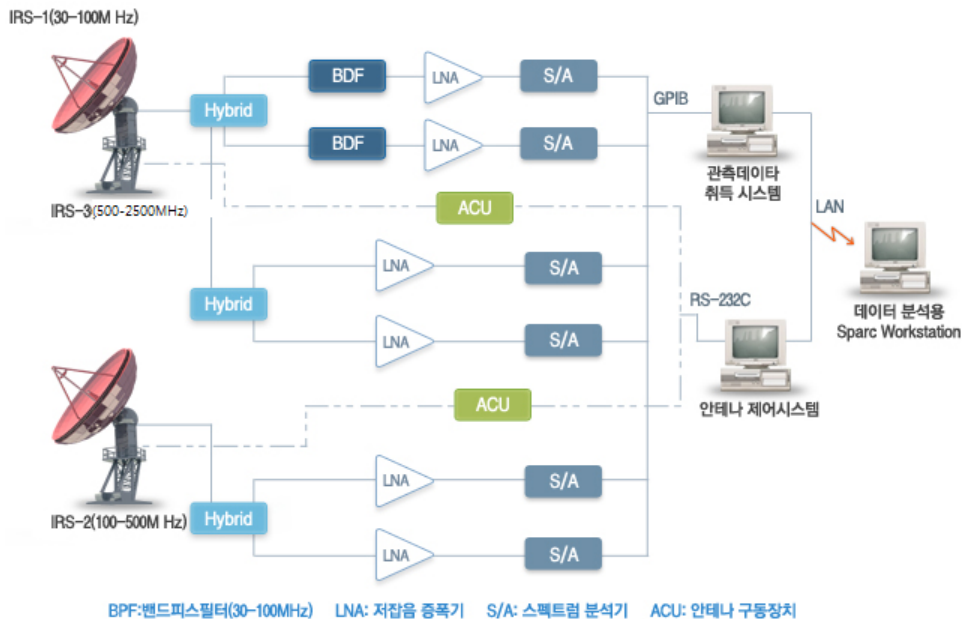 IRS-1(30-100M Hz)
BDF
LNA
S/A
Hybrid
GPIB
BDF
LNA
S/A
관측데이타
취득 시스템
IRS-3(500-2500MHz)
ACU
LAN
LNA
S/A
Hybrid
RS-232C
데이터 분석용
Sparc Workstation
LNA
S/A
ACU
안테나 제어시스템
LNA
S/A
IRS-2(100-500M Hz)
Hybrid
LNA
S/A
BPF:밴드피스필터(30-100MHz) LNA: 저잡음 증폭기 S/A: 스펙트럼 분석기 ACU: 안테나 구동장치